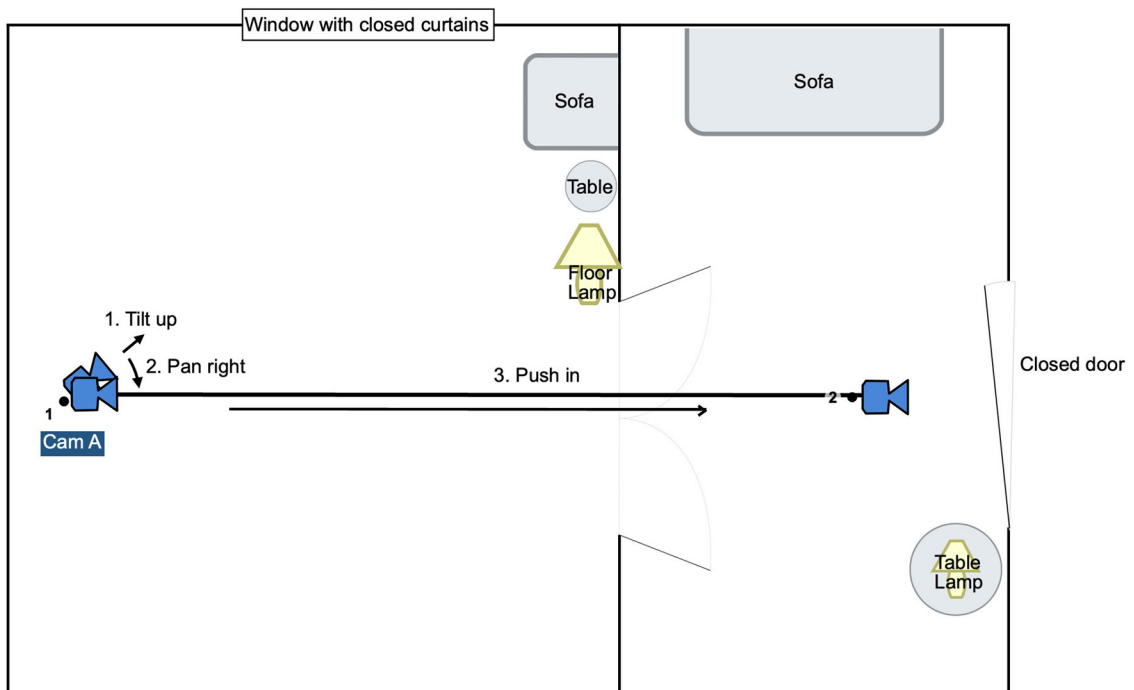 Window with closed curtains
Sofa
Sofa
Table
Floor
Lamp
1. Tilt up
2. Pan right
3. Push in
Closed door
1
2
Cam A
Table
Lamp